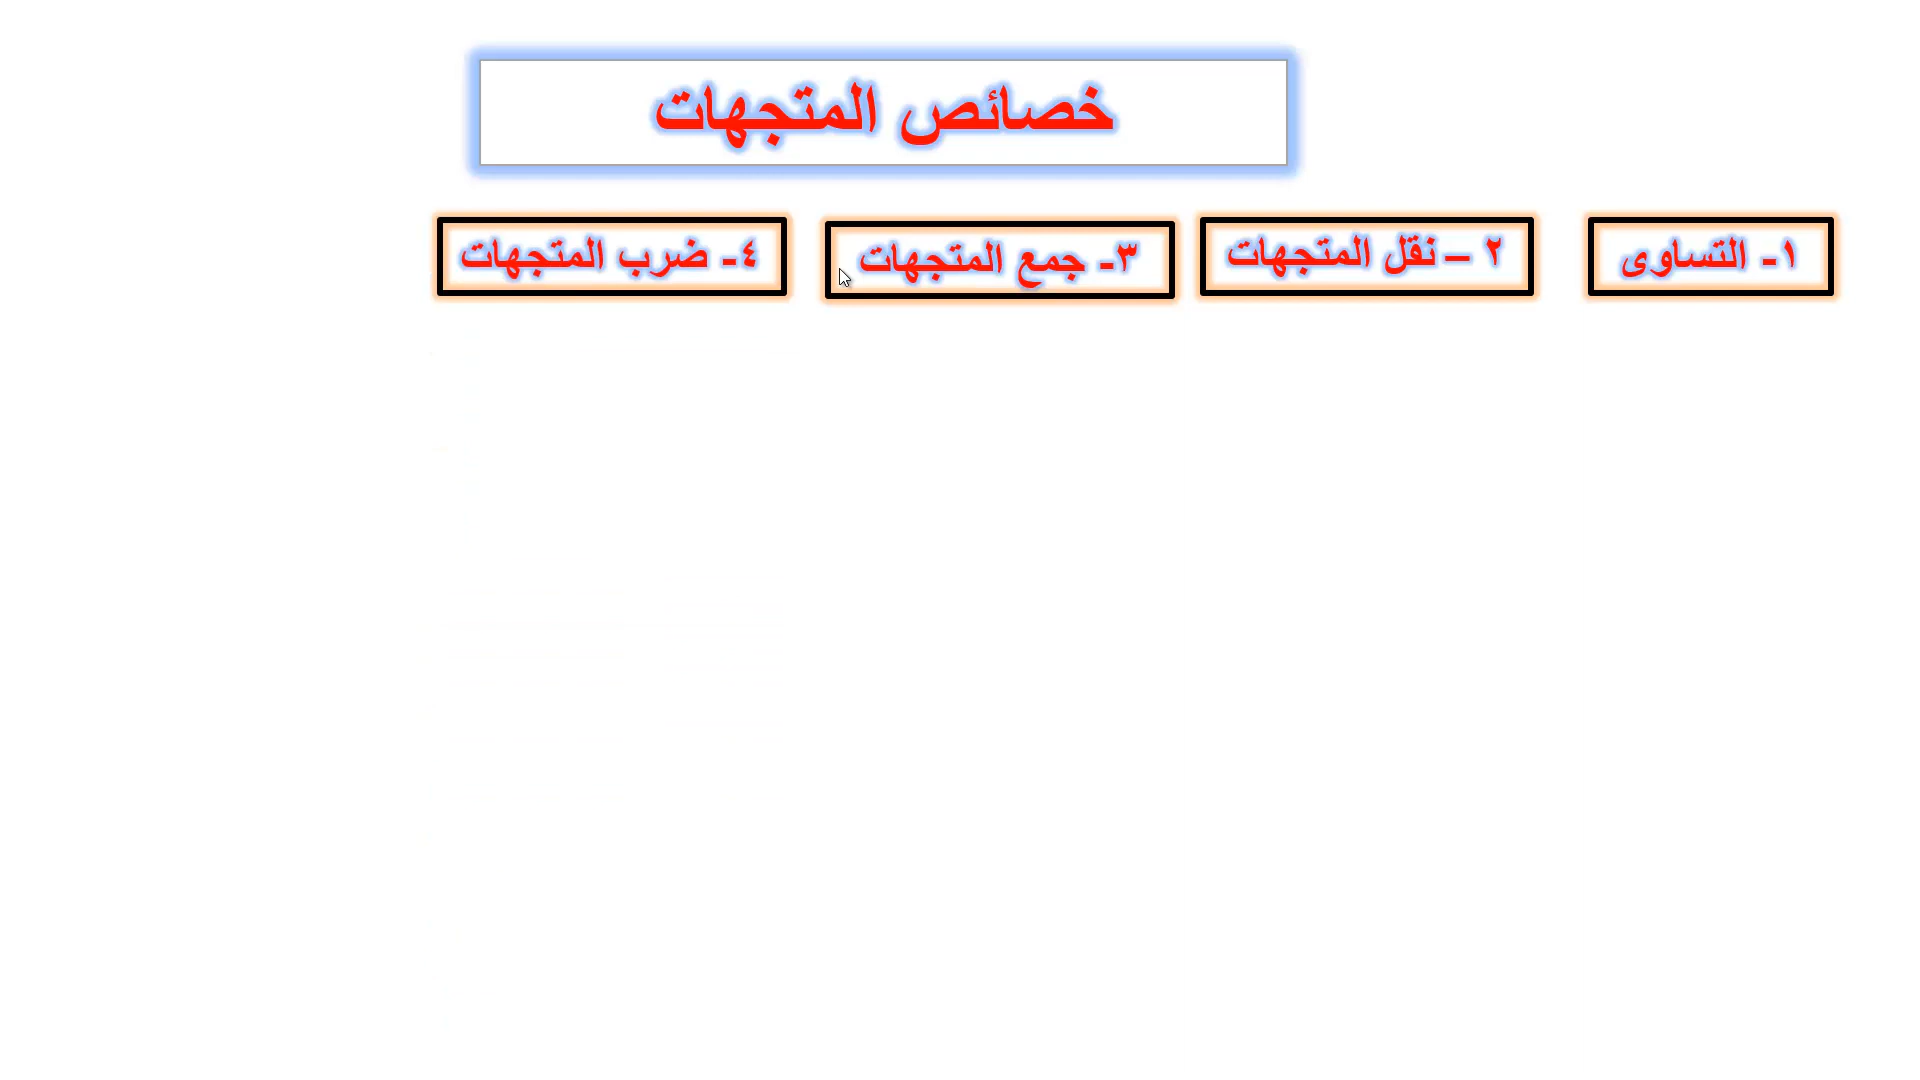 خصائص المتجهات
١- التساوى
٢ – نقل المتجهات
٣- جمع المتجهات
٤- ضرب المتجهات